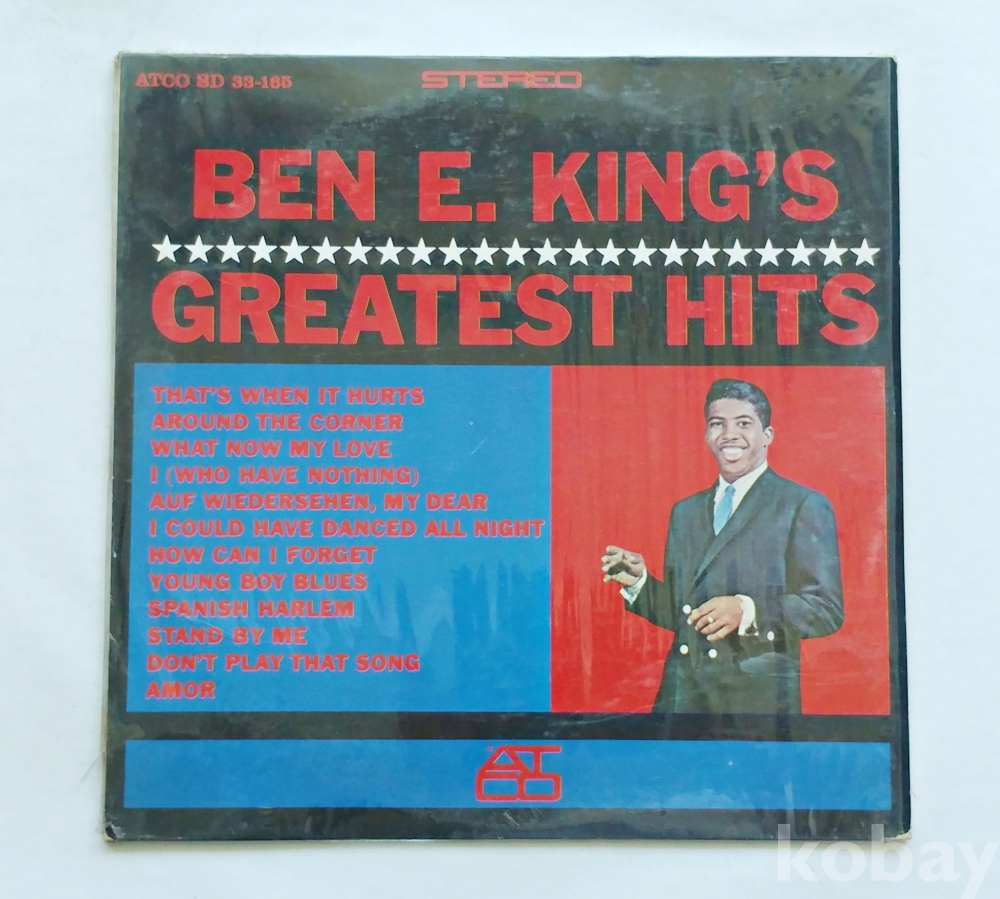 ATCO SD 33-165
STEREO
BEN E. KING'S
GREATEST HITS
THAT'S WHEN IT HURTS
AROUND THE CORNER
WHAT NOW MY LOVE
I (WHO HAVE NOTHING)
AUF WIEDERSEHEN, MY DEAR
I COULD HAVE DANCED ALL NIGHT
HOW CAN I FORGET
YOUNG BOY BLUES
SPANISH HARLEM
STAND BY ME
DON'T PLAY THAT SONG
AMOR
ATCO
kobay